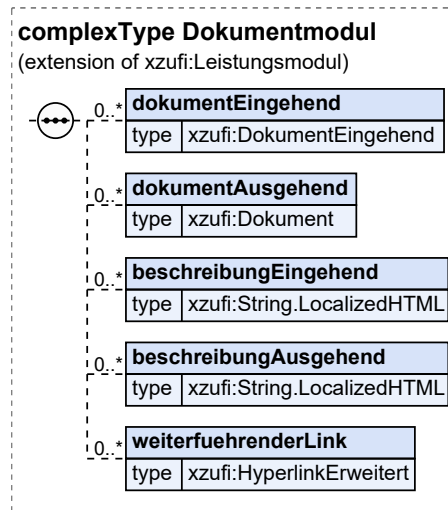 complexType Dokumentmodul
(extension of xzufi:Leistungsmodul)
0..* dokumentEingehend
type xzufi:DokumentEingehend
0..* dokumentAusgehend
type xzufi:Dokument
0..* beschreibungEingehend
type xzufi:String.LocalizedHTML
0..* beschreibungAusgehend
type xzufi:String.LocalizedHTML
0..* weiterfuehrenderLink
type xzufi:HyperlinkErweitert